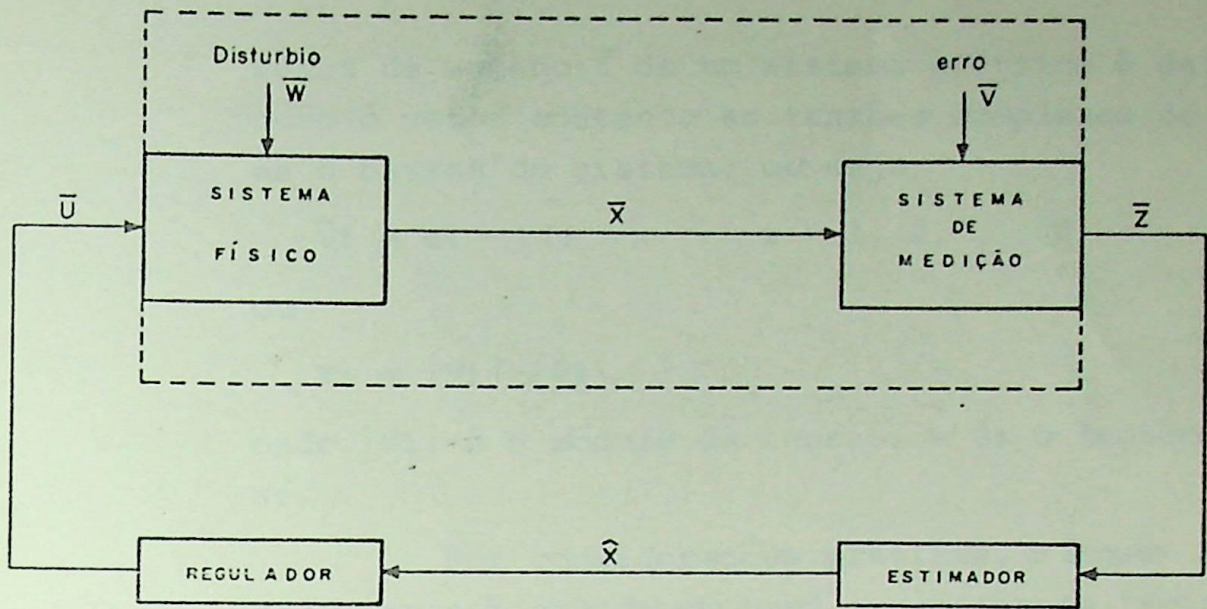 Disturbio
W̅
erro
V̅
U̅
SISTEMA
FÍSICO
X̅
SISTEMA
DE
MEDIÇÃO
Z̅
REGULADOR
X̂
ESTIMADOR